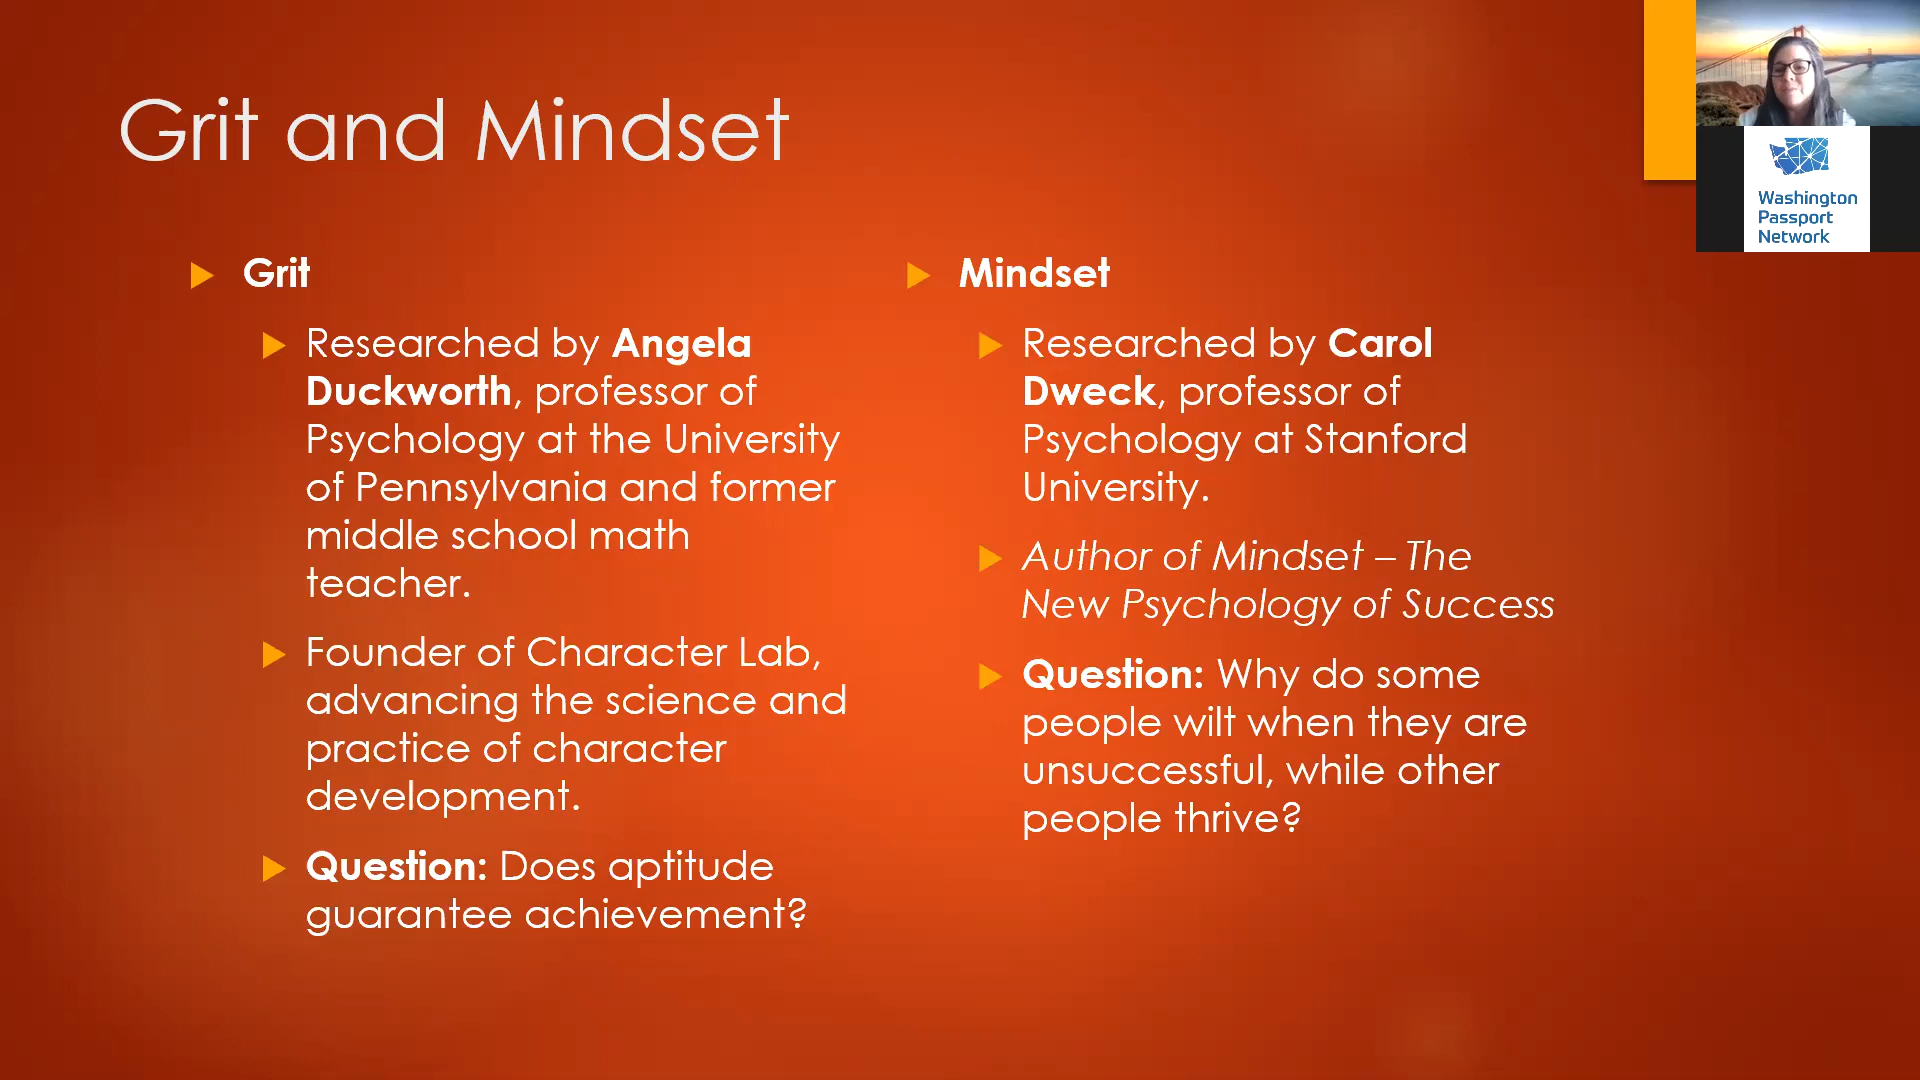 Grit and Mindset
Grit
Researched by Angela
Duckworth, professor of
Psychology at the University
of Pennsylvania and former
middle school math
teacher.
Founder of Character Lab,
advancing the science and
practice of character
development.
Question: Does aptitude
guarantee achievement?
Mindset
Researched by Carol
Dweck, professor of
Psychology at Stanford
University.
Author of Mindset – The
New Psychology of Success
Question: Why do some
people wilt when they are
unsuccessful, while other
people thrive?
Washington
Passport
Network